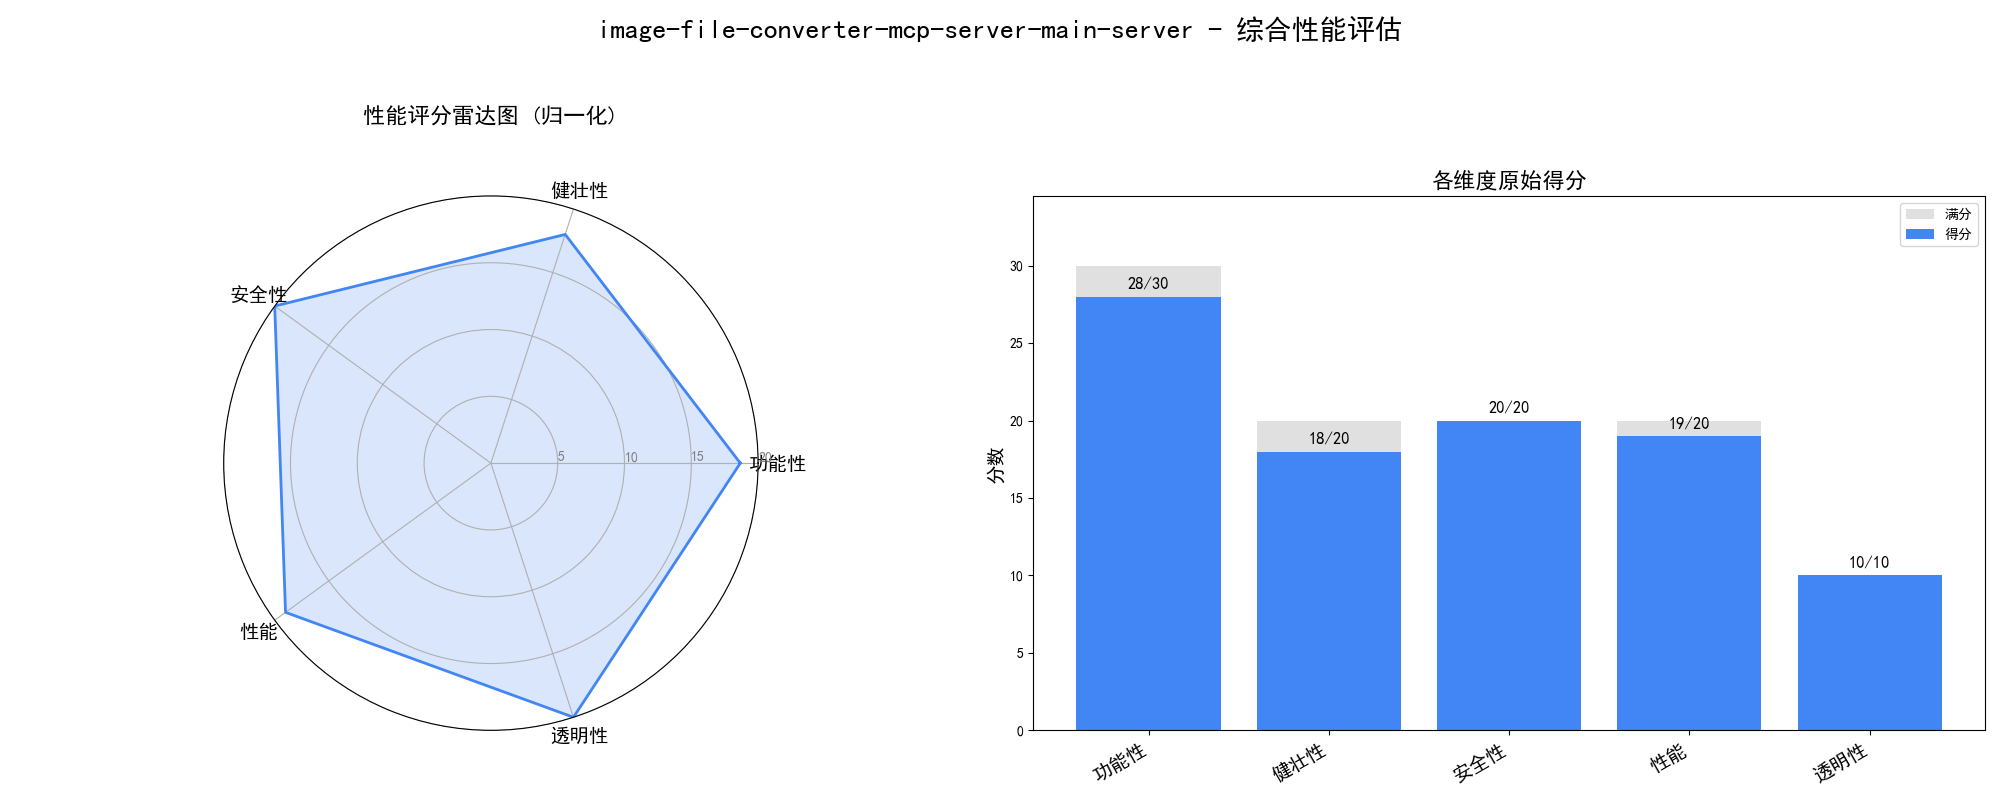 image-file-converter-mcp-server-main-server - 综合性能评估
性能评分雷达图 (归一化)
健壮性
安全性
5
10
15
20
功能性
性能
透明性
各维度原始得分
满分
得分
分数
30
25
20
15
10
5
0
28/30
18/20
20/20
19/20
10/10
功能性
健壮性
安全性
性能
透明性